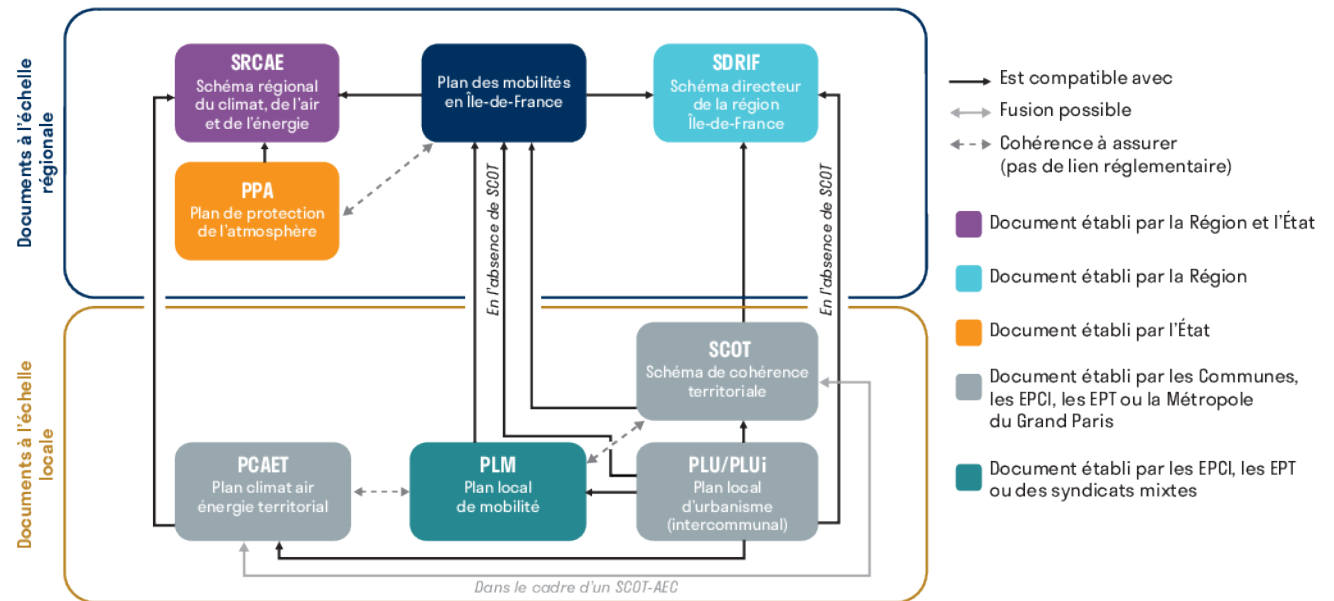 Documents à l'échelle
régionale
SRCAE
Schéma régional
du climat, de l'air
et de l'énergie
Plan des mobilités
en Île-de-France
SDRIF
Schéma directeur
de la région
Île-de-France
PPA
Plan de protection
de l'atmosphère
En l'absence de SCOT
En l'absence de SCOT
Documents à l'échelle
locale
SCOT
Schéma de cohérence
territoriale
PCAET
Plan climat air
énergie territorial
PLM
Plan local
de mobilité
PLU/PLUi
Plan local
d'urbanisme
(intercommunal)
Dans le cadre d'un SCOT-AEC
Est compatible avec
Fusion possible
Cohérence à assurer
(pas de lien réglementaire)
Document établi par la Région et l'État
Document établi par la Région
Document établi par l'État
Document établi par les Communes,
les EPCI, les EPT ou la Métropole
du Grand Paris
Document établi par les EPCI, les EPT
ou des syndicats mixtes